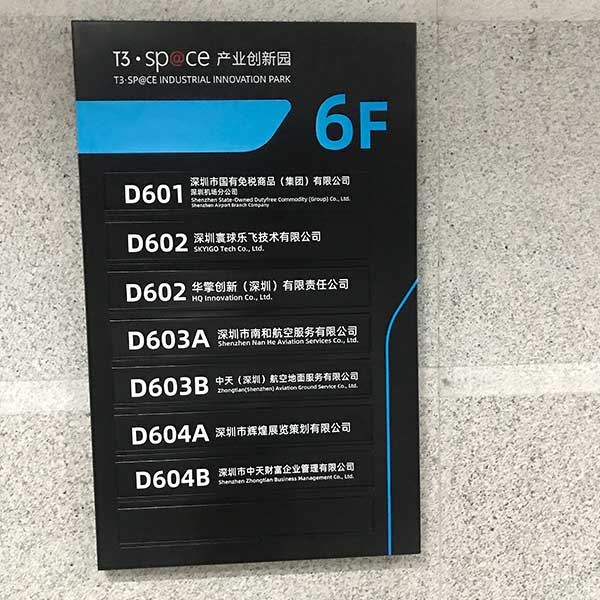 T3·sp@ce 产业创新园
T3·SP@CE INDUSTRIAL INNOVATION PARK
6F
D601 深圳市国有免税商品（集团）有限公司
深圳机场分公司
Shenzhen State-Owned Dutyfree Commodity (Group) Co., Ltd.
Shenzhen Airport Branch Company
D602 深圳寰球乐飞技术有限公司
SKYIGO Tech Co., Ltd.
D602 华擎创新（深圳）有限责任公司
HQ Innovation Co., Ltd.
D603A 深圳市南和航空服务有限公司
Shenzhen Nan He Aviation Services Co., Ltd.
D603B 中天（深圳）航空地面服务有限公司
Zhongtian(Shenzhen) Aviation Ground Service Co., Ltd.
D604A 深圳市辉煌展览策划有限公司
D604B 深圳市中天财富企业管理有限公司
Shenzhen Zhongtian Business Management Co., Ltd.